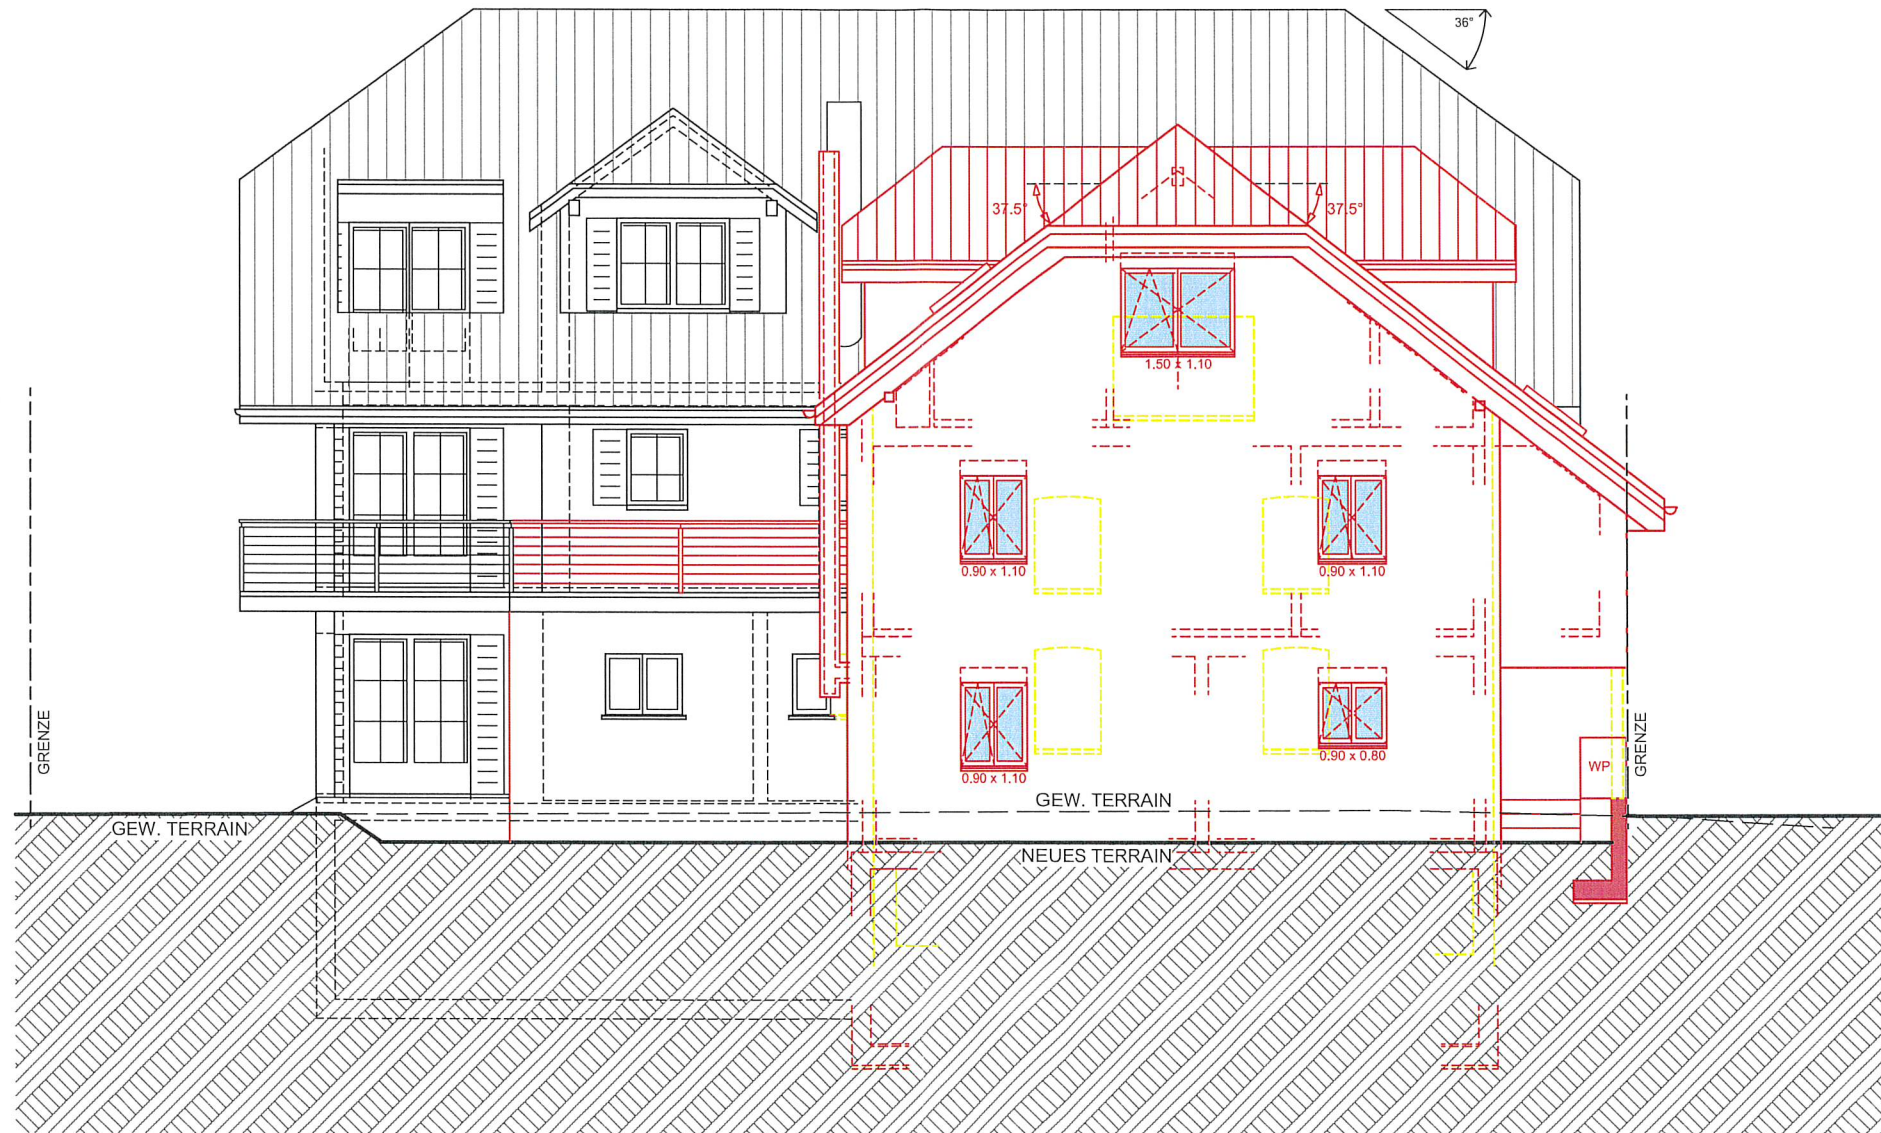 36°
37.5°
37.5°
1.50 x 1.10
0.90 x 1.10
0.90 x 1.10
GRENZE
GRENZE
WP
0.90 x 1.10
0.90 x 0.80
GEW. TERRAIN
GEW. TERRAIN
NEUES TERRAIN